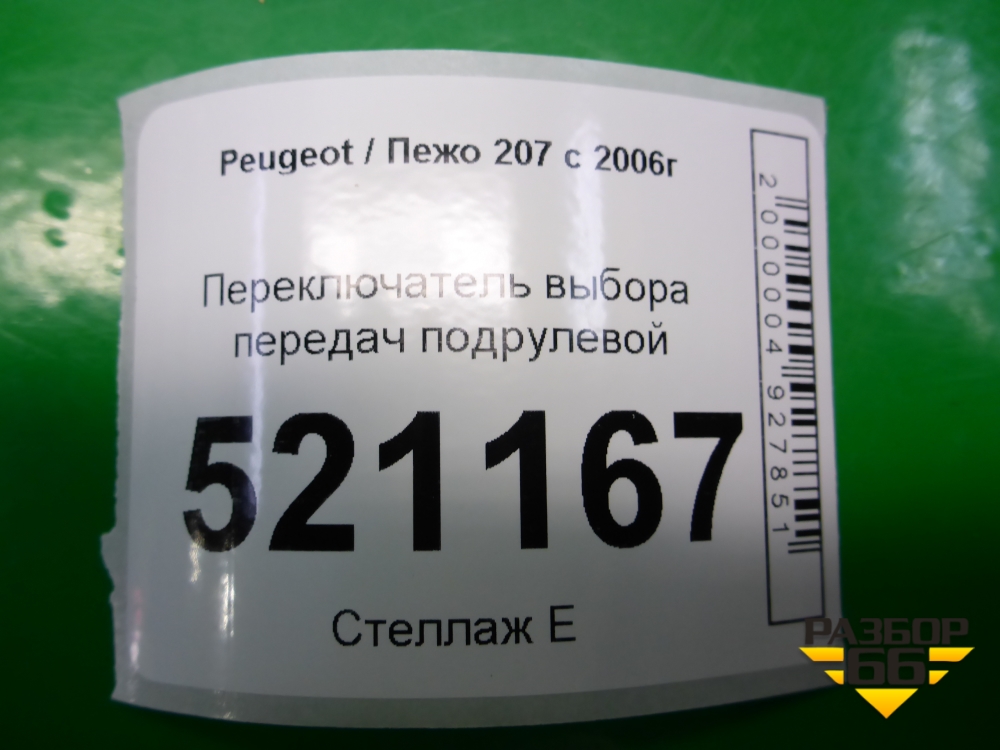 Peugeot / Пежо 207 с 2006г
Переключатель выбора
передач подрулевой
521167
Стеллаж Е
2000004927851
РАЗБОР
66